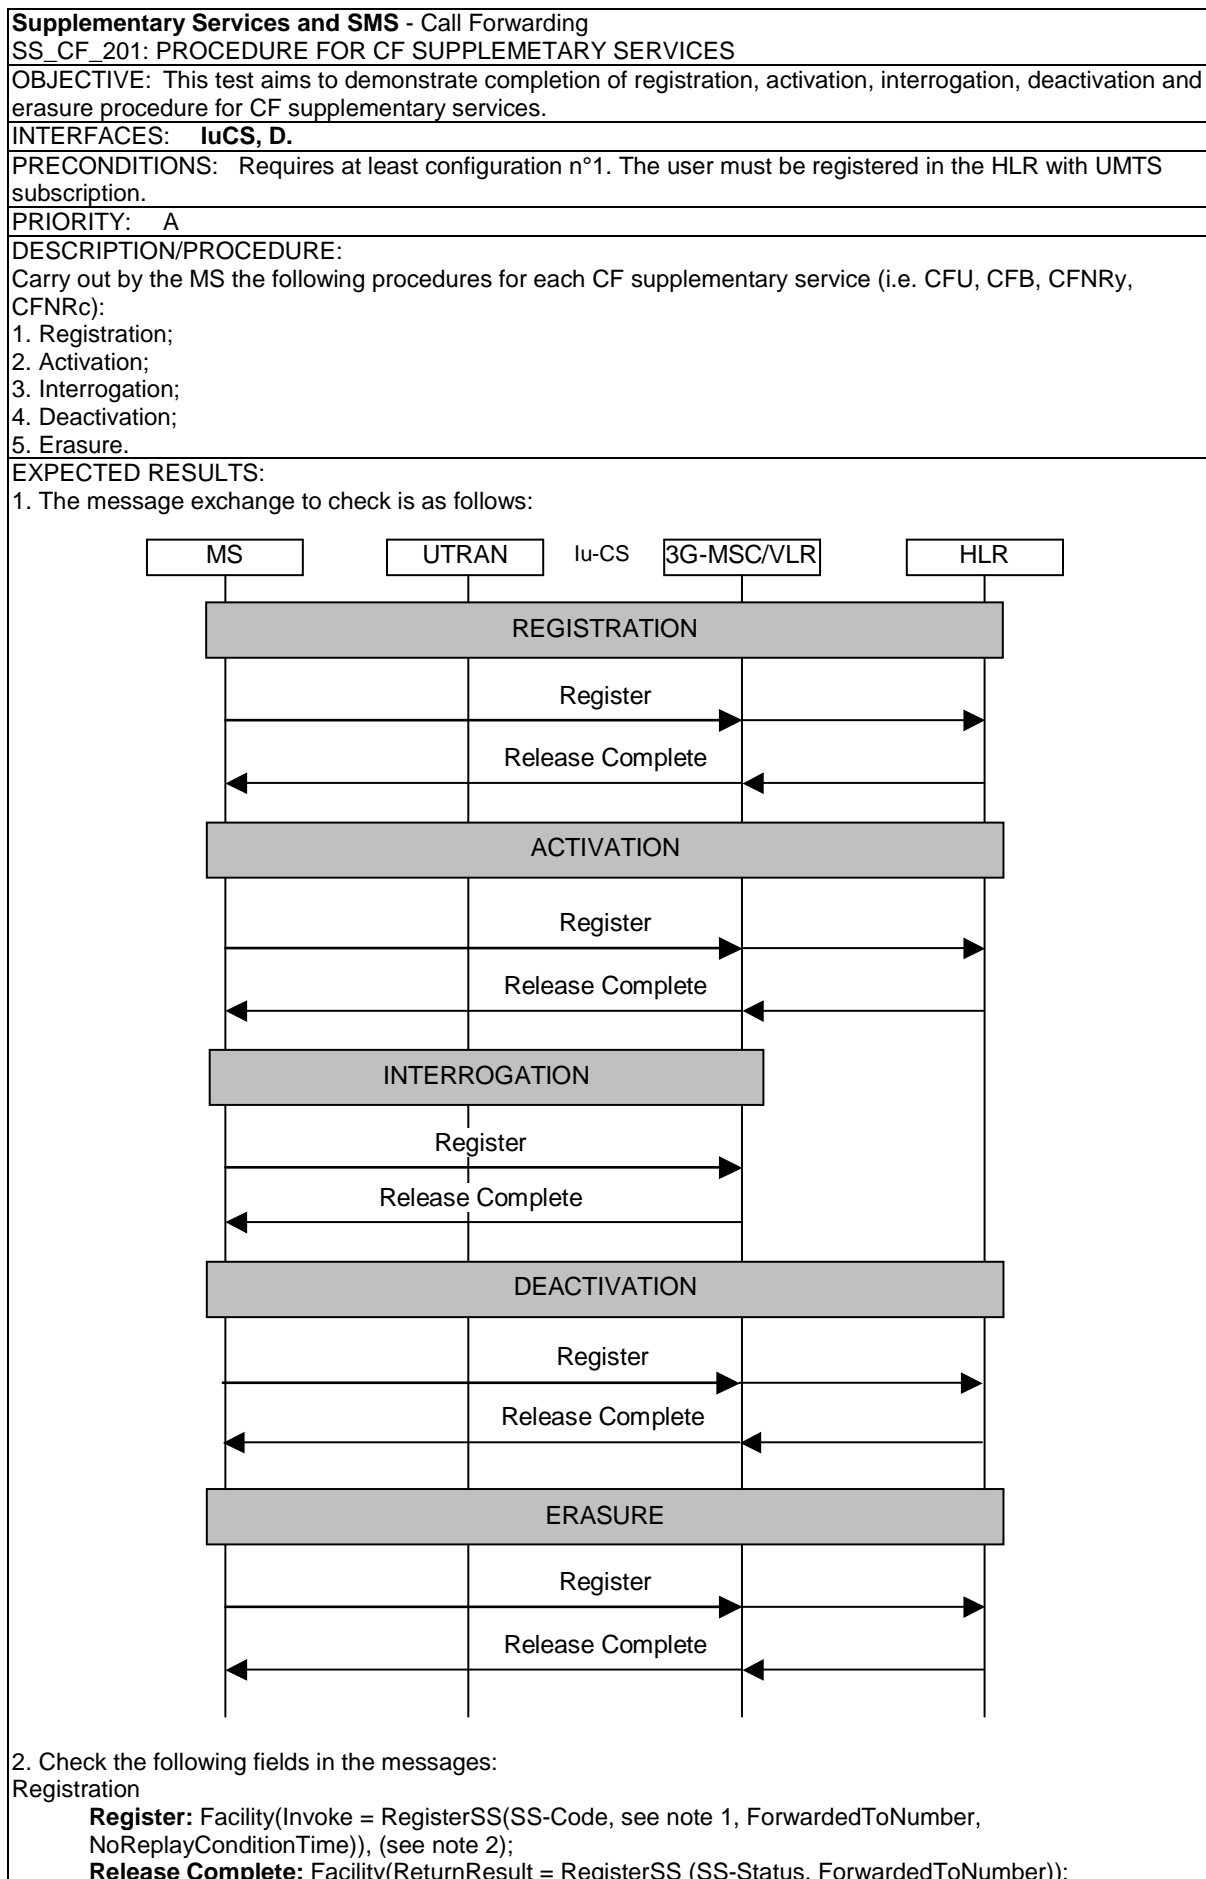 Supplementary Services and SMS - Call Forwarding
SS_CF_201: PROCEDURE FOR CF SUPPLEMETARY SERVICES
OBJECTIVE: This test aims to demonstrate completion of registration, activation, interrogation, deactivation and
erasure procedure for CF supplementary services.
INTERFACES: IuCS, D.
PRECONDITIONS: Requires at least configuration n°1. The user must be registered in the HLR with UMTS
subscription.
PRIORITY: A
DESCRIPTION/PROCEDURE:
Carry out by the MS the following procedures for each CF supplementary service (i.e. CFU, CFB, CFNRy,
CFNRc):
1. Registration;
2. Activation;
3. Interrogation;
4. Deactivation;
5. Erasure.
EXPECTED RESULTS:
1. The message exchange to check is as follows:
MS UTRAN Iu-CS 3G-MSC/VLR HLR
REGISTRATION
Register
Release Complete
ACTIVATION
Register
Release Complete
INTERROGATION
Register
Release Complete
DEACTIVATION
Register
Release Complete
ERASURE
Register
Release Complete
2. Check the following fields in the messages:
Registration
Register: Facility(Invoke = RegisterSS(SS-Code, see note 1, ForwardedToNumber,
NoReplayConditionTime)), (see note 2);
Release Complete: Facility(ReturnResult = RegisterSS (SS-Status, ForwardedToNumber));